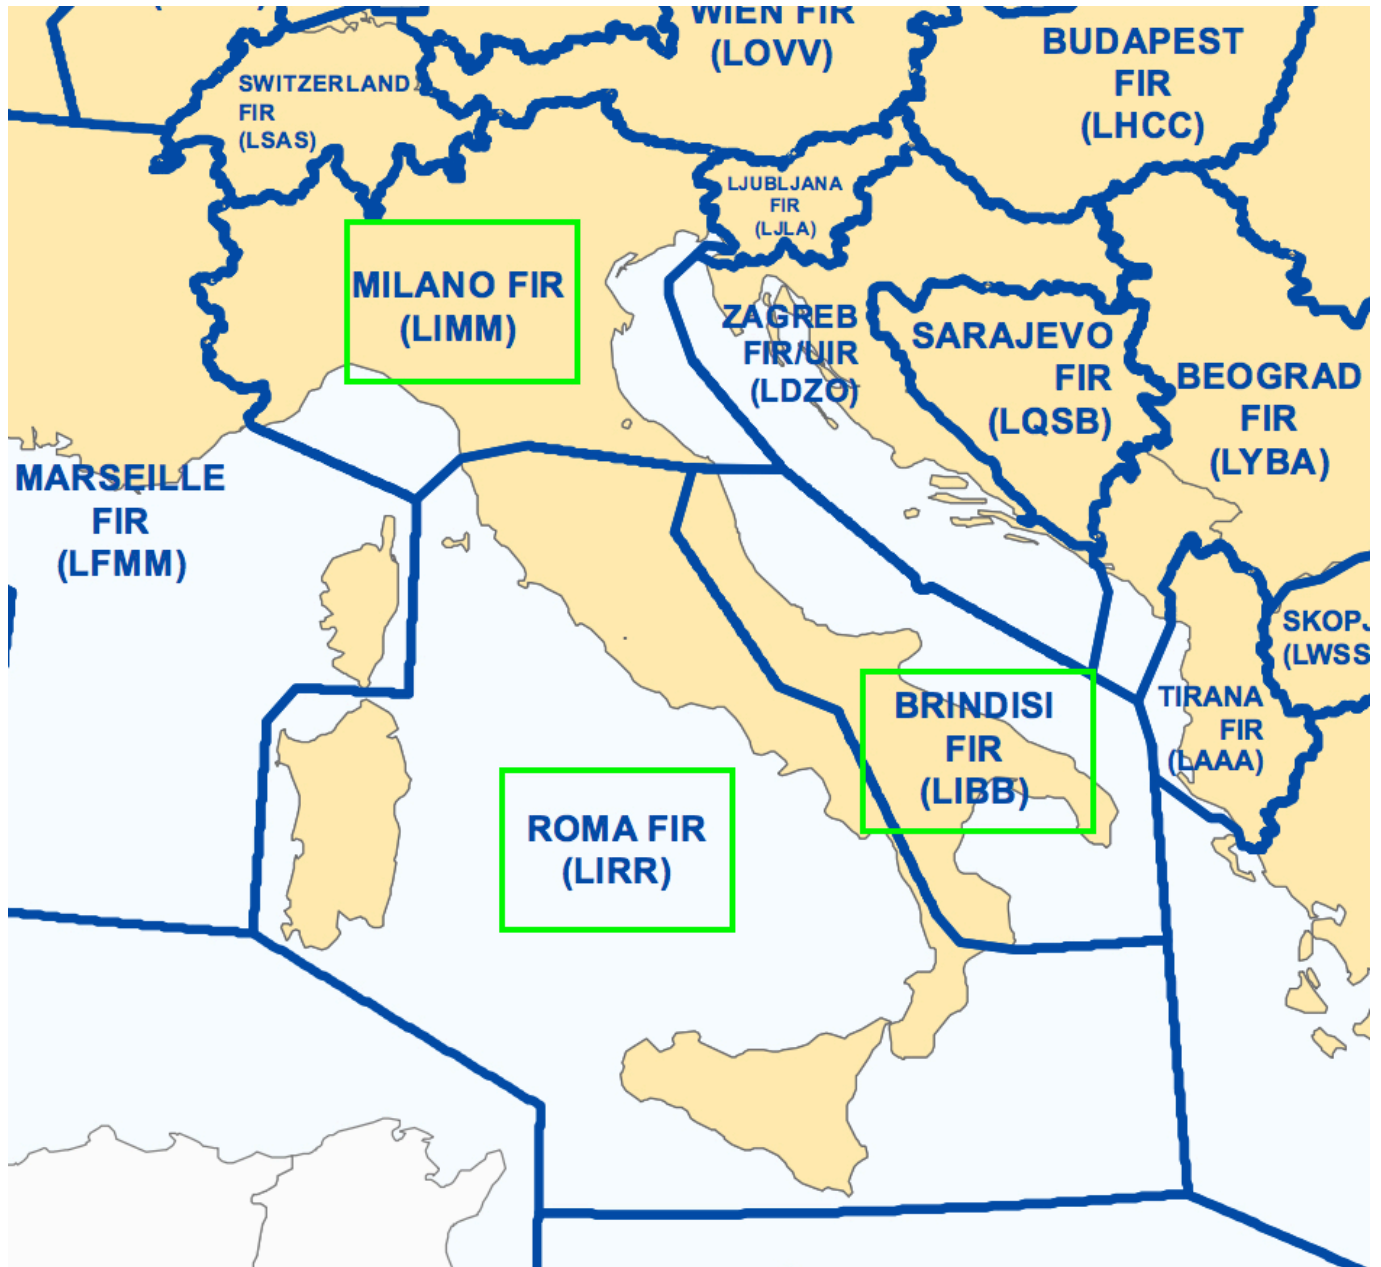 WIEN FIR
(LOVV)
BUDAPEST
FIR
(LHCC)
SWITZERLAND
FIR
(LSAS)
LJUBLJANA
FIR
(LJLA)
MILANO FIR
(LIMM)
ZAGREB
FIR/UIR
(LDZO)
SARAJEVO
FIR
(LQSB)
BEOGRAD
FIR
(LYBA)
MARSEILLE
FIR
(LFMM)
SKOPJ
(LWSS
BRINDISI
FIR
(LIBB)
TIRANA
FIR
(LAAA)
ROMA FIR
(LIRR)